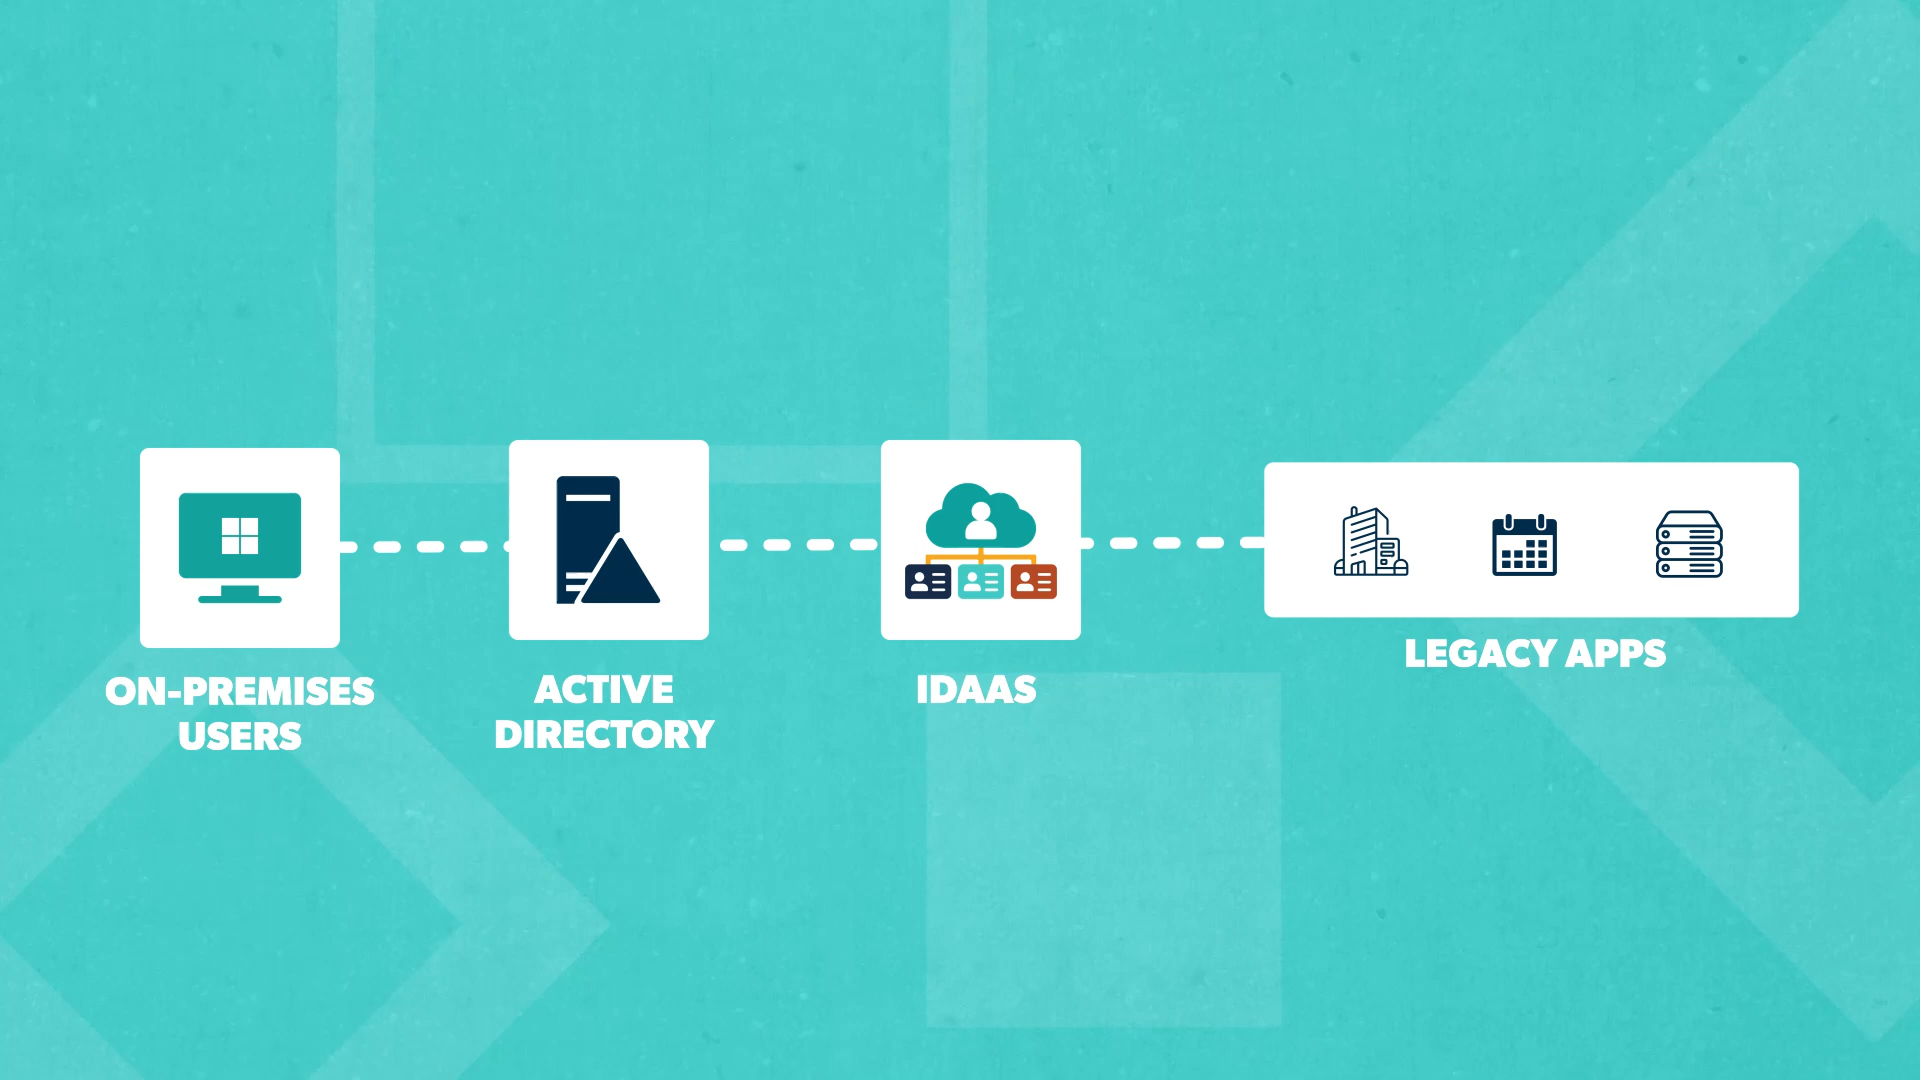 ON-PREMISES
USERS
ACTIVE
DIRECTORY
IDAAS
LEGACY APPS